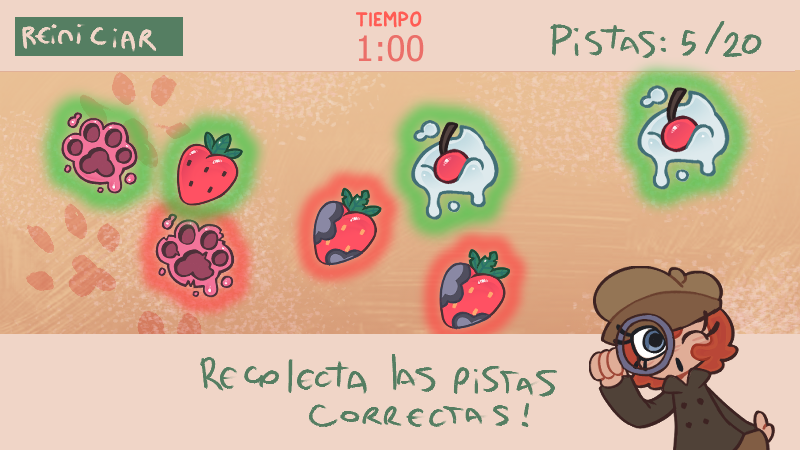 REINICIAR
TIEMPO
1:00
PISTAS: 5/20
RECOLECTA LAS PISTAS
CORRECTAS!